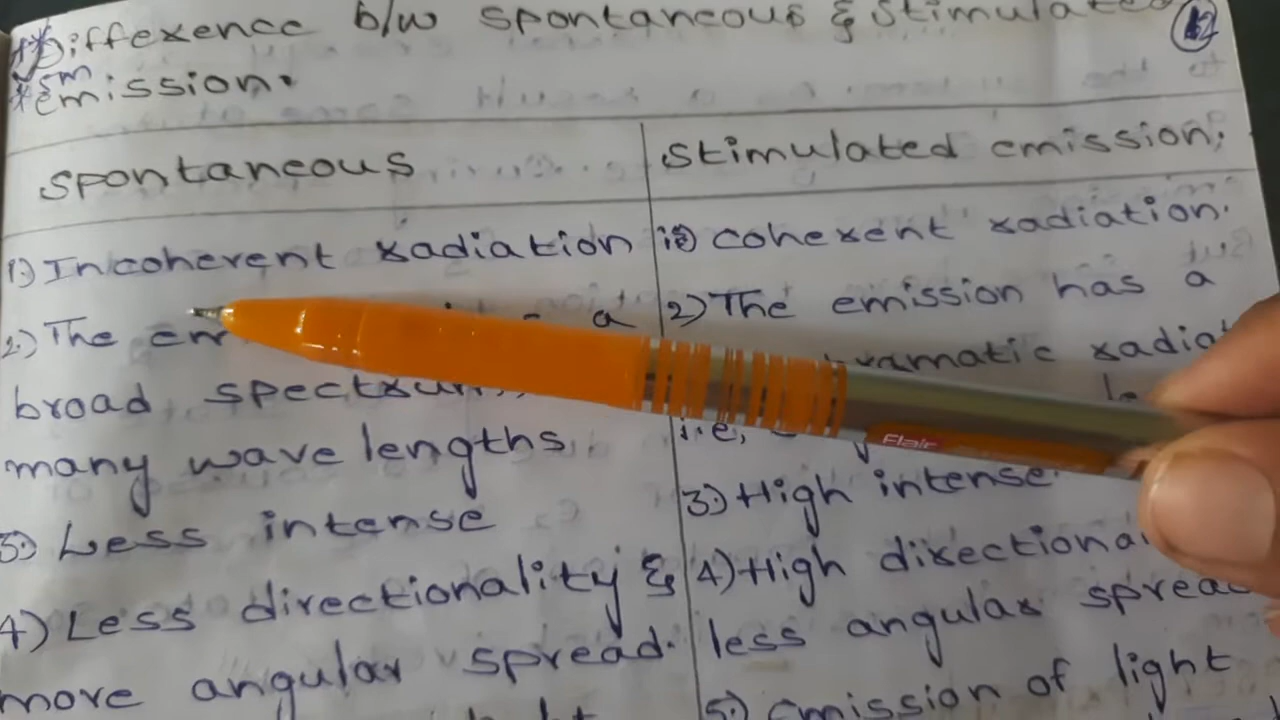 Difference b/w spontaneous & stimulated
5m
emission.
12
spontaneous
stimulated emission.
1) Incoherent radiation
2) The a
broad spectrum
many wave lengths
3) Less intense
4) Less directionality &
more angular spread.
coherent radiation.
2) The emission has a
i.e,
3) High intense
4) High directional
less angular spread
5) emission of light
Flair